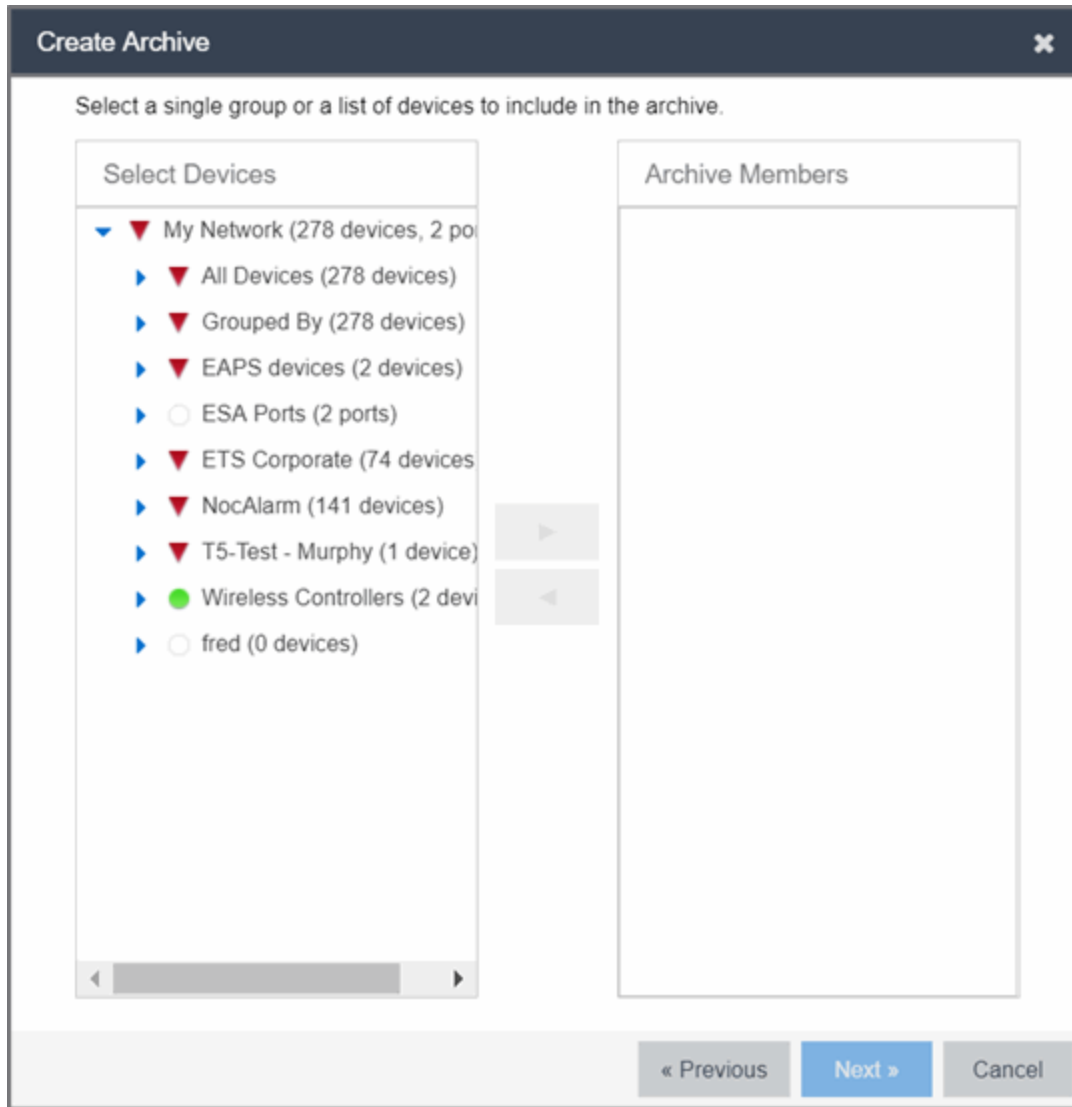 Create Archive
Select a single group or a list of devices to include in the archive.
Select Devices
Archive Members
My Network (278 devices, 2 por
All Devices (278 devices)
Grouped By (278 devices)
EAPS devices (2 devices)
ESA Ports (2 ports)
ETS Corporate (74 devices
NocAlarm (141 devices)
T5-Test - Murphy (1 device)
Wireless Controllers (2 devi
fred (0 devices)
« Previous
Next »
Cancel